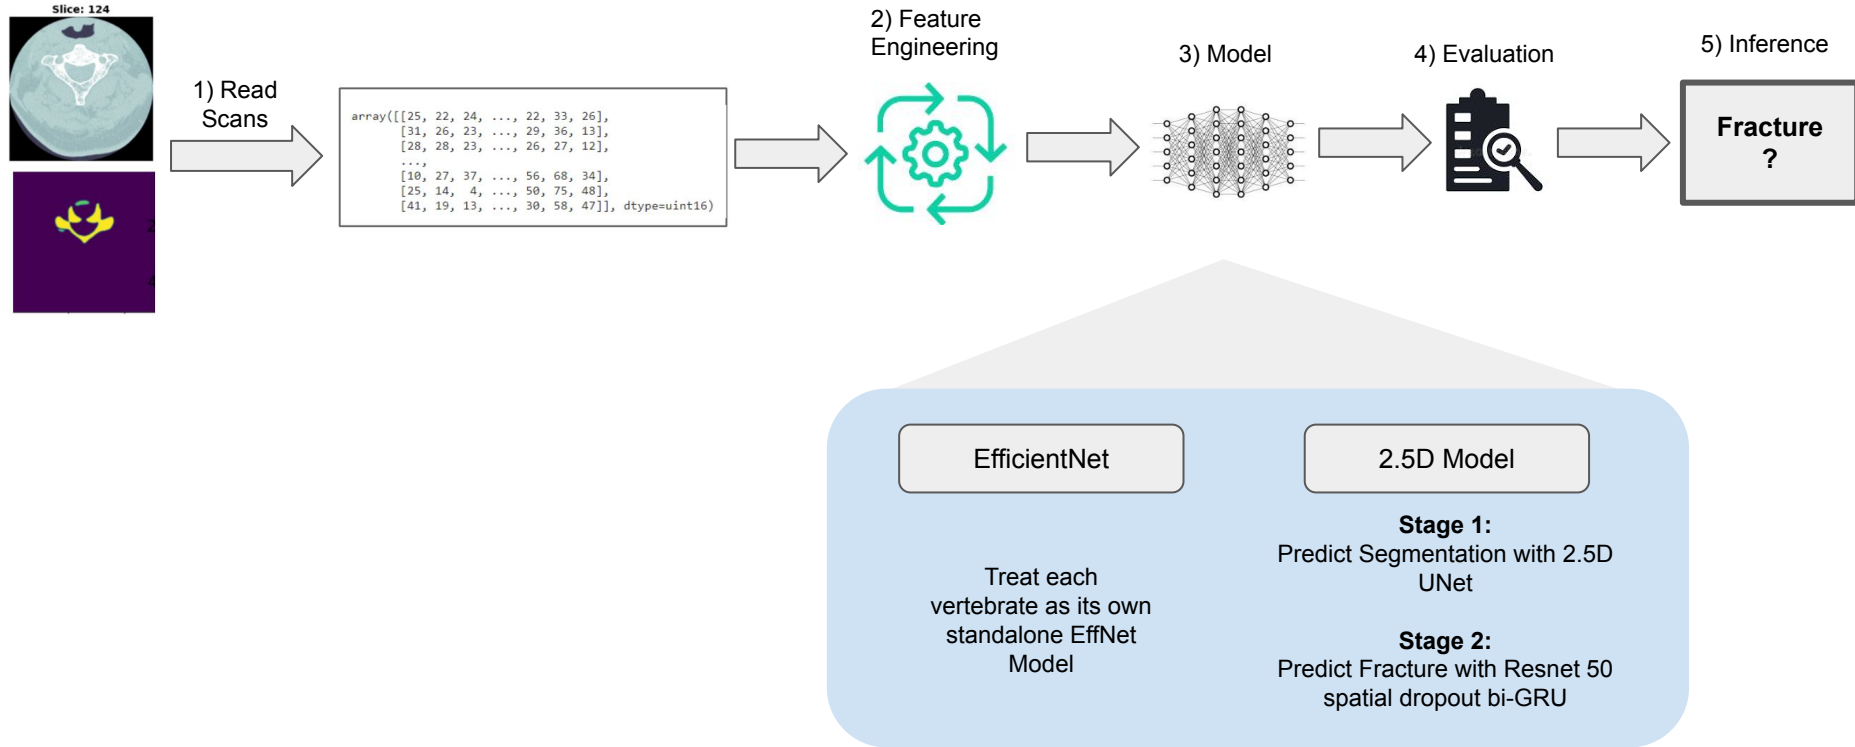 Slice: 124
1) Read
Scans
array([[25, 22, 24, ..., 22, 33, 26],
[31, 26, 23, ..., 29, 36, 13],
[28, 28, 23, ..., 26, 27, 12],
...,
[10, 27, 37, ..., 56, 68, 34],
[25, 14, 4, ..., 50, 75, 48],
[41, 19, 13, ..., 30, 58, 47]], dtype=uint16)
2) Feature
Engineering
3) Model
4) Evaluation
5) Inference
Fracture
?
2
4
EfficientNet
Treat each
vertebrate as its own
standalone EffNet
Model
2.5D Model
Stage 1:
Predict Segmentation with 2.5D
UNet
Stage 2:
Predict Fracture with Resnet 50
spatial dropout bi-GRU